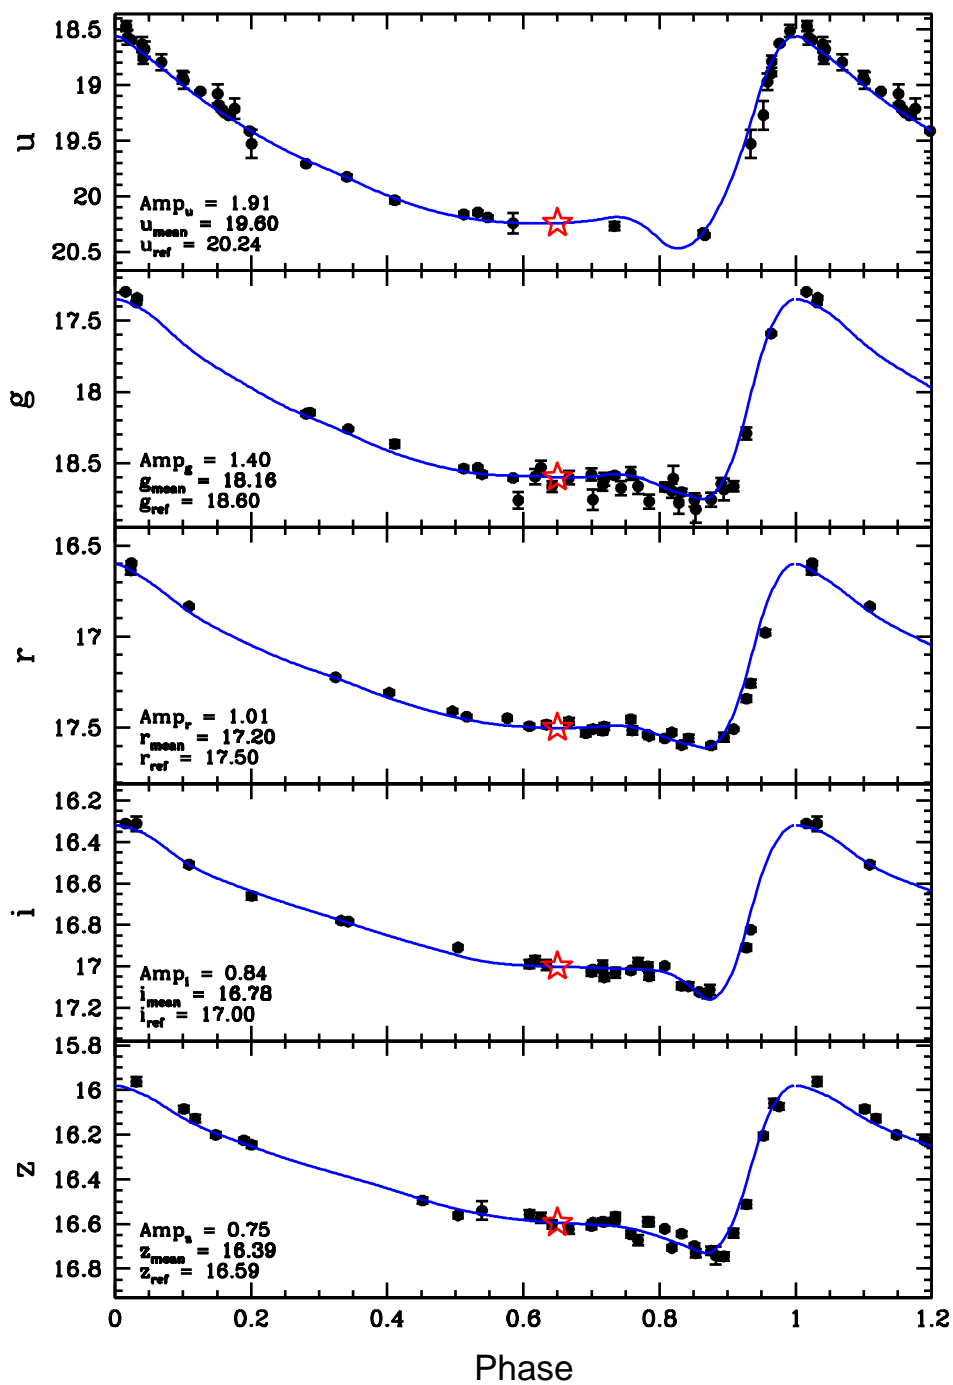 18.5
19
19.5
20
20.5
u
Amp_u = 1.91
u_mean = 19.60
u_ref = 20.24
17.5
18
18.5
g
Amp_g = 1.40
g_mean = 18.16
g_ref = 18.60
16.5
17
17.5
r
Amp_r = 1.01
r_mean = 17.20
r_ref = 17.50
16.2
16.4
16.6
16.8
17
17.2
i
Amp_i = 0.84
i_mean = 16.78
i_ref = 17.00
15.8
16
16.2
16.4
16.6
16.8
z
Amp_z = 0.75
z_mean = 16.39
z_ref = 16.59
0 0.2 0.4 0.6 0.8 1 1.2
Phase